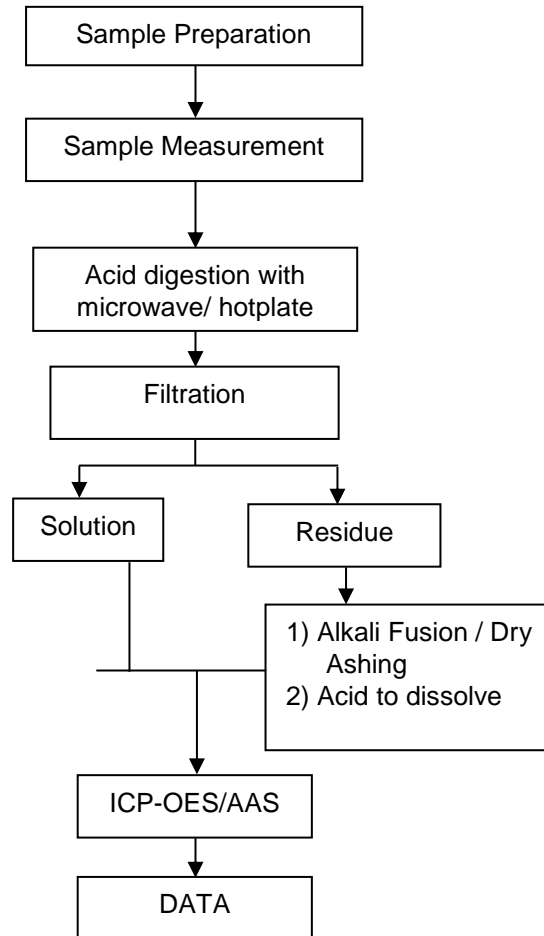 Sample Preparation
Sample Measurement
Acid digestion with
microwave/ hotplate
Filtration
Solution
Residue
1) Alkali Fusion / Dry
Ashing
2) Acid to dissolve
ICP-OES/AAS
DATA